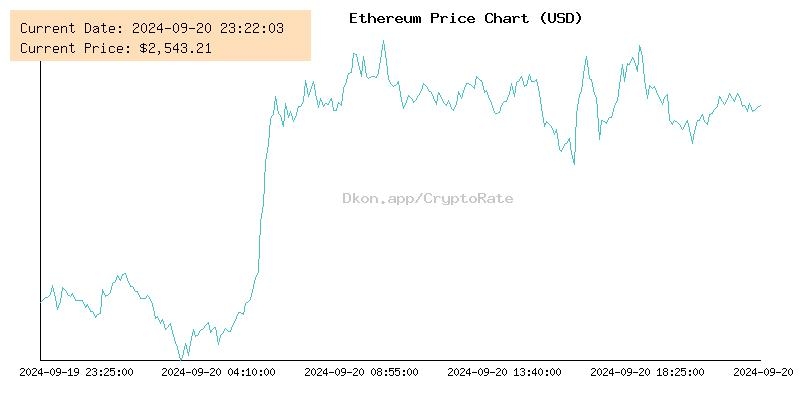 Ethereum Price Chart (USD)
Current Date: 2024-09-20 23:22:03
Current Price: $2,543.21
Dkon.app/CryptoRate
2024-09-19 23:25:00 2024-09-20 04:10:00 2024-09-20 08:55:00 2024-09-20 13:40:00 2024-09-20 18:25:00 2024-09-20